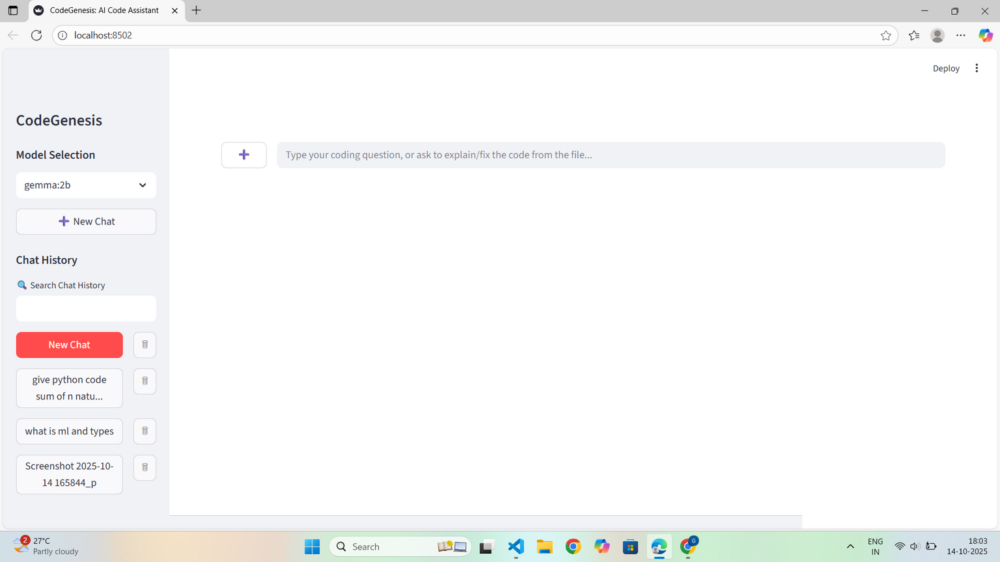 CodeGenesis: AI Code Assistant
localhost:8502
Deploy
CodeGenesis
Model Selection
gemma:2b
New Chat
Chat History
Search Chat History
New Chat
give python code
sum of n natu...
what is ml and types
Screenshot 2025-10-
14 165844_p
Type your coding question, or ask to explain/fix the code from the file...
2
27°C
Partly cloudy
Search
G
ENG
IN
18:03
14-10-2025